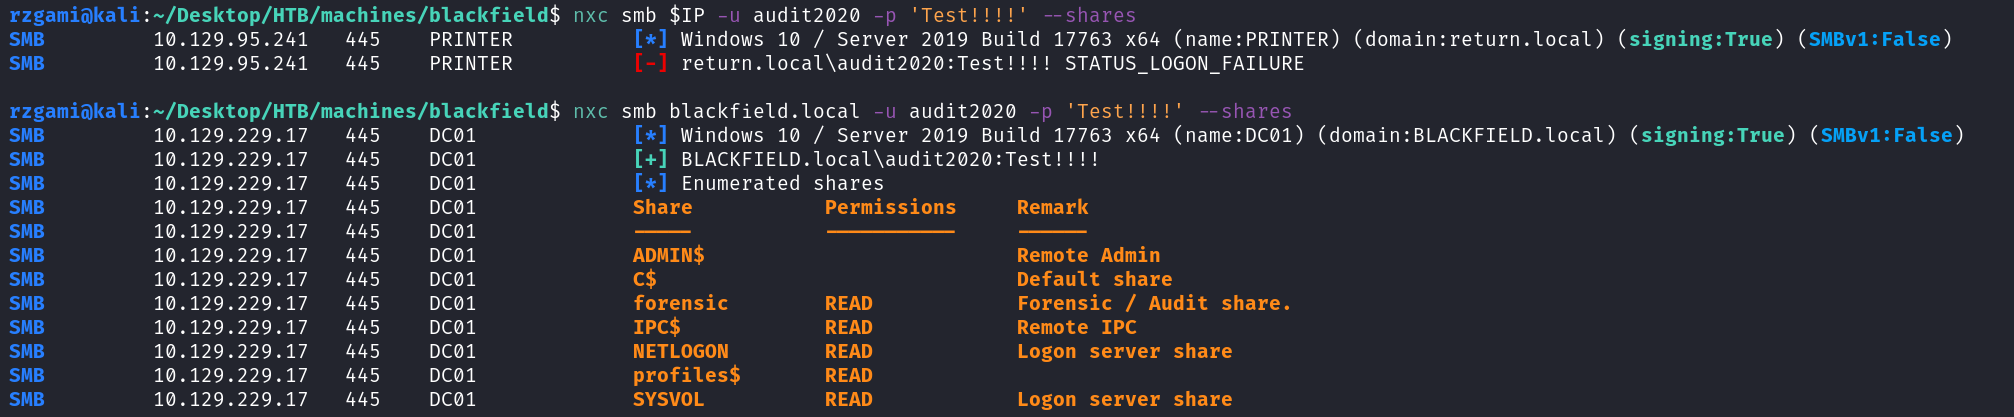 rzgami@kali:~/Desktop/HTB/machines/blackfield$ nxc smb $IP -u audit2020 -p 'Test!!!!' --shares
SMB 10.129.95.241 445 PRINTER [*] Windows 10 / Server 2019 Build 17763 x64 (name:PRINTER) (domain:return.local) (signing:True) (SMBv1:False)
SMB 10.129.95.241 445 PRINTER [-] return.local\audit2020:Test!!!! STATUS_LOGON_FAILURE
rzgami@kali:~/Desktop/HTB/machines/blackfield$ nxc smb blackfield.local -u audit2020 -p 'Test!!!!' --shares
SMB 10.129.229.17 445 DC01 [*] Windows 10 / Server 2019 Build 17763 x64 (name:DC01) (domain:BLACKFIELD.local) (signing:True) (SMBv1:False)
SMB 10.129.229.17 445 DC01 [+] BLACKFIELD.local\audit2020:Test!!!!
SMB 10.129.229.17 445 DC01 [*] Enumerated shares
SMB 10.129.229.17 445 DC01 Share Permissions Remark
SMB 10.129.229.17 445 DC01 ----- ----------- ------
SMB 10.129.229.17 445 DC01 ADMIN$ Remote Admin
SMB 10.129.229.17 445 DC01 C$ Default share
SMB 10.129.229.17 445 DC01 forensic READ Forensic / Audit share.
SMB 10.129.229.17 445 DC01 IPC$ READ Remote IPC
SMB 10.129.229.17 445 DC01 NETLOGON READ Logon server share
SMB 10.129.229.17 445 DC01 profiles$ READ
SMB 10.129.229.17 445 DC01 SYSVOL READ Logon server share